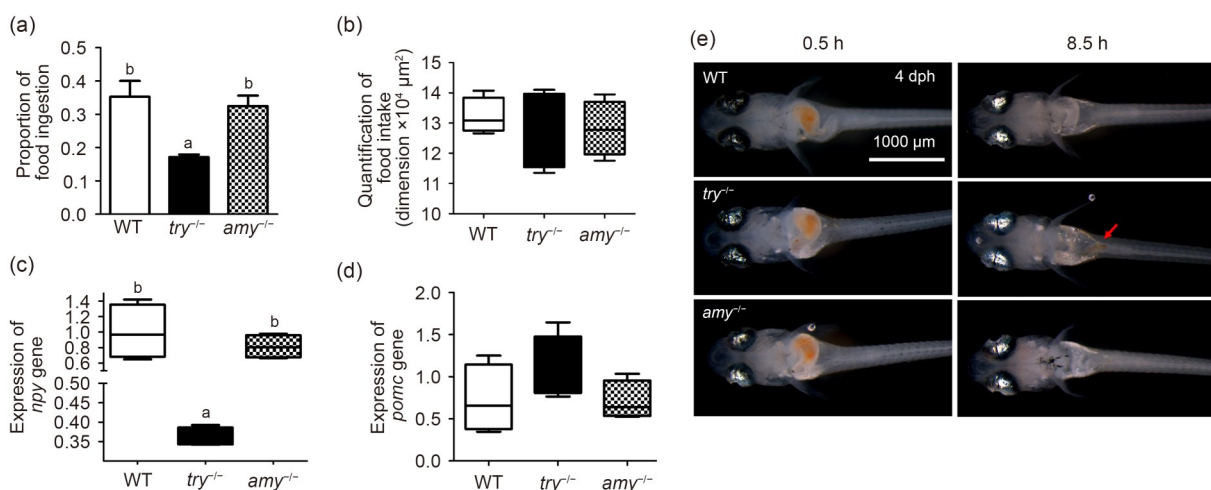 (a)
Proportion of
food ingestion
0.5
0.4
0.3
0.2
0.1
0.0
b
a
b
WT
try⁻/⁻
amy⁻/⁻
(b)
Quantification of
food intake
(dimension ×10⁴ μm²)
15
14
13
12
11
10
WT
try⁻/⁻
amy⁻/⁻
(c)
Expression of
npy gene
1.4
1.2
1.0
0.8
0.6
0.50
0.45
0.40
0.35
b
a
b
WT
try⁻/⁻
amy⁻/⁻
(d)
Expression of
pomc gene
2.0
1.5
1.0
0.5
0.0
WT
try⁻/⁻
amy⁻/⁻
(e)
0.5 h
8.5 h
WT
4 dph
1000 μm
try⁻/⁻
amy⁻/⁻